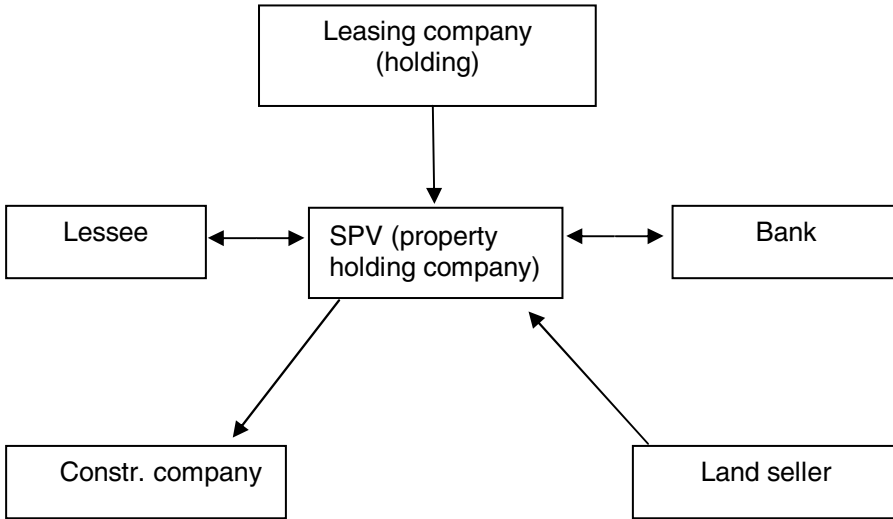 Leasing company
(holding)
Lessee
SPV (property
holding company)
Bank
Constr. company
Land seller